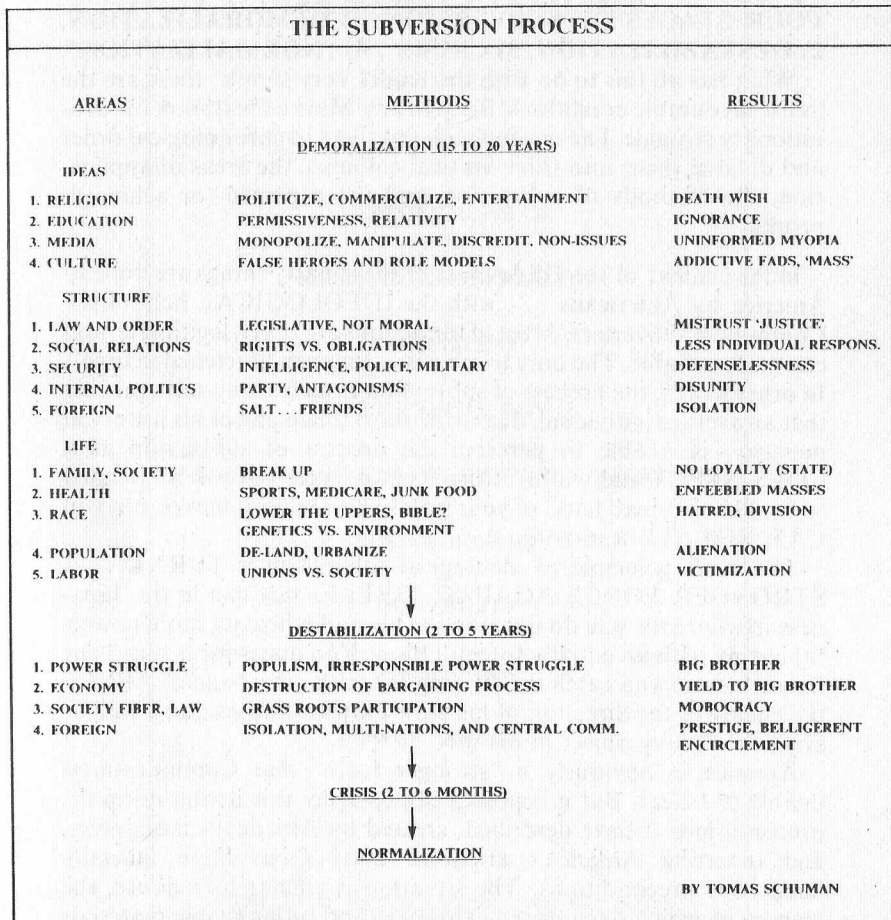 THE SUBVERSION PROCESS
AREAS METHODS RESULTS
DEMORALIZATION (15 TO 20 YEARS)
IDEAS
1. RELIGION POLITICIZE, COMMERCIALIZE, ENTERTAINMENT DEATH WISH
2. EDUCATION PERMISSIVENESS, RELATIVITY IGNORANCE
3. MEDIA MONOPOLIZE, MANIPULATE, DISCREDIT, NON-ISSUES UNINFORMED MYOPIA
4. CULTURE FALSE HEROES AND ROLE MODELS ADDICTIVE FADS, ‘MASS’
STRUCTURE
1. LAW AND ORDER LEGISLATIVE, NOT MORAL MISTRUST ‘JUSTICE’
2. SOCIAL RELATIONS RIGHTS VS. OBLIGATIONS LESS INDIVIDUAL RESPONS.
3. SECURITY INTELLIGENCE, POLICE, MILITARY DEFENSELESSNESS
4. INTERNAL POLITICS PARTY, ANTAGONISMS DISUNITY
5. FOREIGN SALT...FRIENDS ISOLATION
LIFE
1. FAMILY, SOCIETY BREAK UP NO LOYALTY (STATE)
2. HEALTH SPORTS, MEDICARE, JUNK FOOD ENFEEBLED MASSES
3. RACE LOWER THE UPPERS, BIBLE? HATRED, DIVISION
GENETICS VS. ENVIRONMENT
4. POPULATION DE-LAND, URBANIZE ALIENATION
5. LABOR UNIONS VS. SOCIETY VICTIMIZATION
DESTABILIZATION (2 TO 5 YEARS)
1. POWER STRUGGLE POPULISM, IRRESPONSIBLE POWER STRUGGLE BIG BROTHER
2. ECONOMY DESTRUCTION OF BARGAINING PROCESS YIELD TO BIG BROTHER
3. SOCIETY FIBER, LAW GRASS ROOTS PARTICIPATION MOBOCRACY
4. FOREIGN ISOLATION, MULTI-NATIONS, AND CENTRAL COMM. PRESTIGE, BELLIGERENT
ENCIRCLEMENT
CRISIS (2 TO 6 MONTHS)
NORMALIZATION
BY TOMAS SCHUMAN